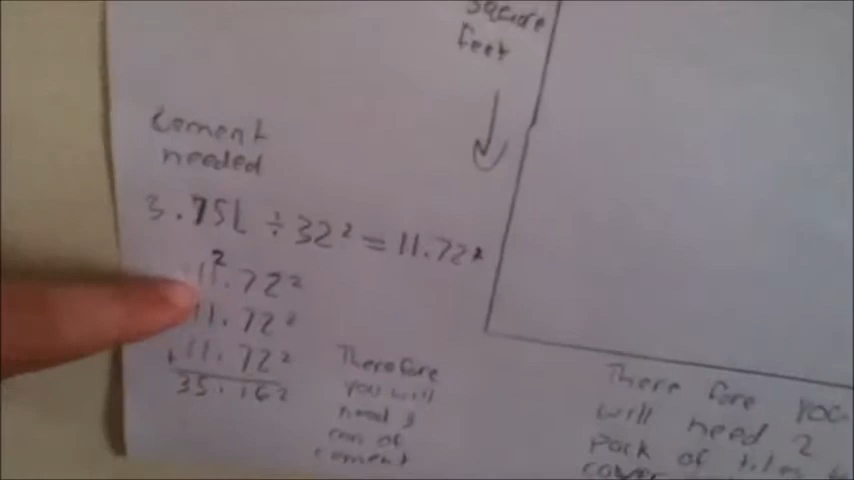 square
feet
Cement
needed
3.75L ÷ 32² = 11.72²
11.72²
11.72²
+11.72²
35.16²
Therefore
you will
need 3
can of
cement
There fore you
will need 2
Pack of tiles
cover